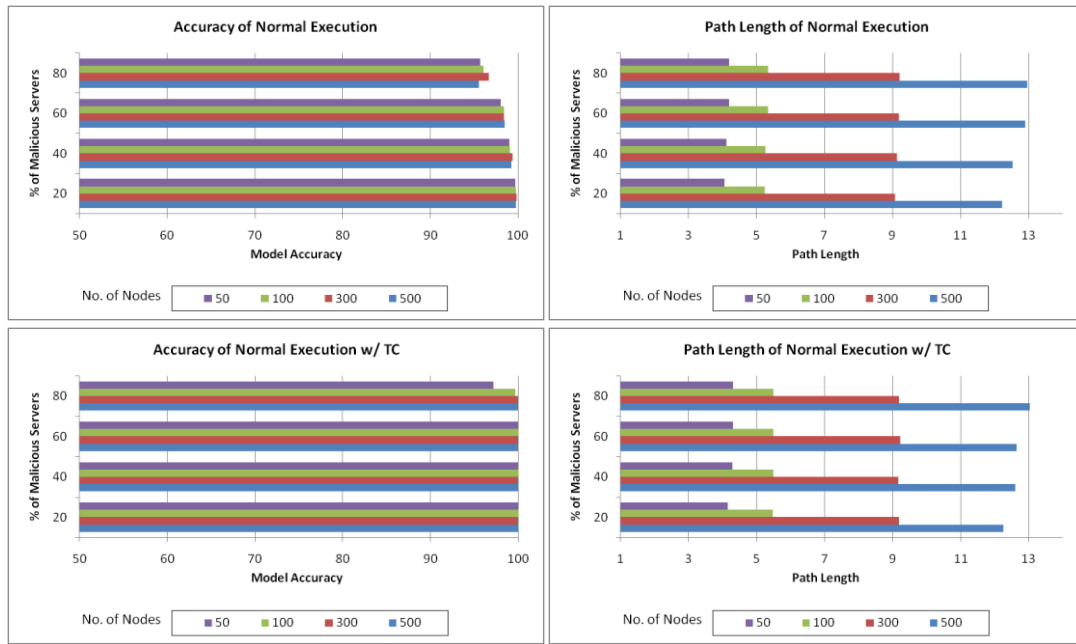 Accuracy of Normal Execution
% of Malicious Servers
80
60
40
20
50 60 70 80 90 100
Model Accuracy
No. of Nodes 50 100 300 500
Path Length of Normal Execution
% of Malicious Servers
80
60
40
20
1 3 5 7 9 11 13
Path Length
No. of Nodes 50 100 300 500
Accuracy of Normal Execution w/ TC
% of Malicious Servers
80
60
40
20
50 60 70 80 90 100
Model Accuracy
No. of Nodes 50 100 300 500
Path Length of Normal Execution w/ TC
% of Malicious Servers
80
60
40
20
1 3 5 7 9 11 13
Path Length
No. of Nodes 50 100 300 500